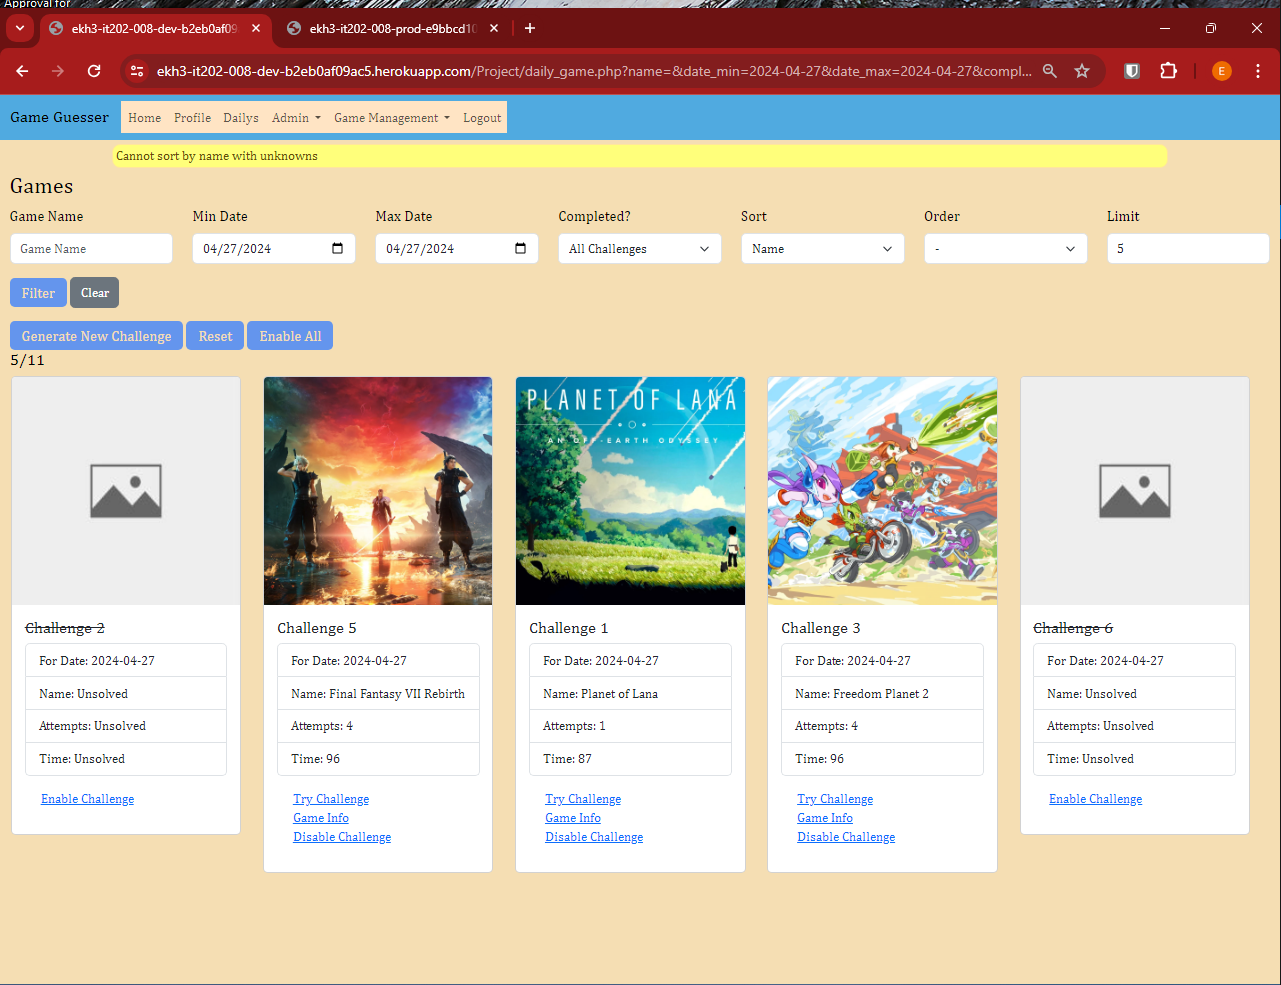 Approval for
ekh3-it202-008-dev-b2eb0af09
ekh3-it202-008-prod-e9bbcd10
ekh3-it202-008-dev-b2eb0af09ac5.herokuapp.com/Project/daily_game.php?name=&date_min=2024-04-27&date_max=2024-04-27&compl...
E
Game Guesser Home Profile Dailys Admin Game Management Logout
Cannot sort by name with unknowns
Games
Game Name Min Date Max Date Completed? Sort Order Limit
Game Name 04/27/2024 04/27/2024 All Challenges Name - 5
Filter Clear
Generate New Challenge Reset Enable All
5/11
PLANET OF LANA
AN OFF-EARTH ODYSSEY
Challenge 2
For Date: 2024-04-27
Name: Unsolved
Attempts: Unsolved
Time: Unsolved
Enable Challenge
Challenge 5
For Date: 2024-04-27
Name: Final Fantasy VII Rebirth
Attempts: 4
Time: 96
Try Challenge
Game Info
Disable Challenge
Challenge 1
For Date: 2024-04-27
Name: Planet of Lana
Attempts: 1
Time: 87
Try Challenge
Game Info
Disable Challenge
Challenge 3
For Date: 2024-04-27
Name: Freedom Planet 2
Attempts: 4
Time: 96
Try Challenge
Game Info
Disable Challenge
Challenge 6
For Date: 2024-04-27
Name: Unsolved
Attempts: Unsolved
Time: Unsolved
Enable Challenge